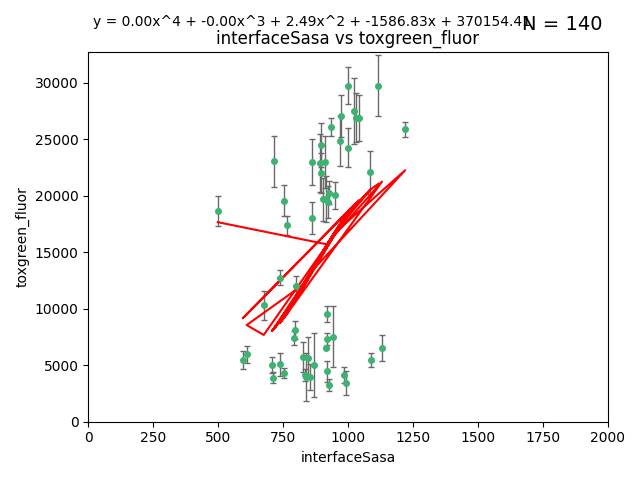 y = 0.00x^4 + -0.00x^3 + 2.49x^2 + -1586.83x + 370154.41
N = 140
interfaceSasa vs toxgreen_fluor
toxgreen_fluor
30000
25000
20000
15000
10000
5000
0
0 250 500 750 1000 1250 1500 1750 2000
interfaceSasa